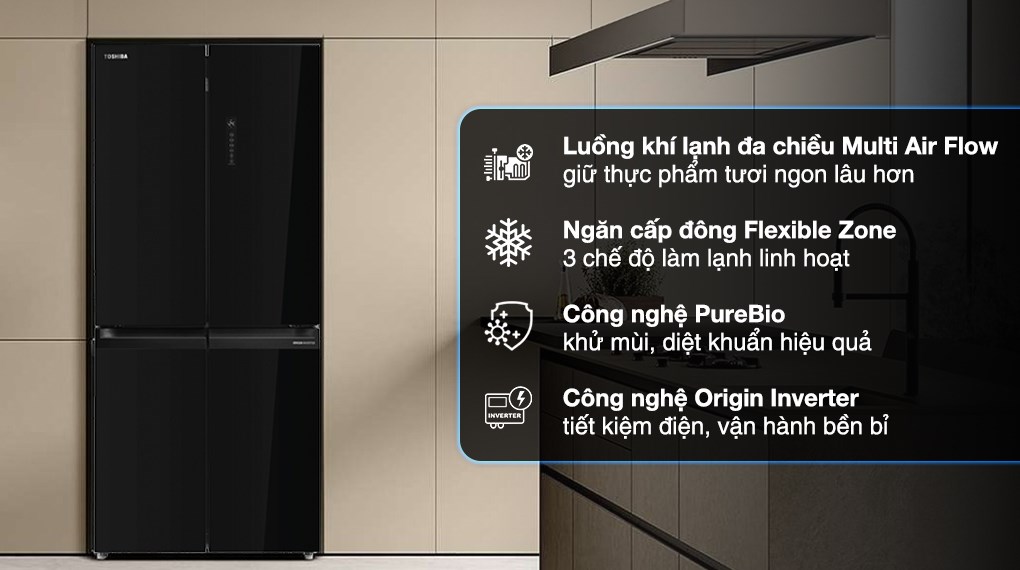 TOSHIBA
Luồng khí lạnh đa chiều Multi Air Flow
giữ thực phẩm tươi ngon lâu hơn
Ngăn cấp đông Flexible Zone
3 chế độ làm lạnh linh hoạt
Công nghệ PureBio
khử mùi, diệt khuẩn hiệu quả
INVERTER
Công nghệ Origin Inverter
tiết kiệm điện, vận hành bền bỉ